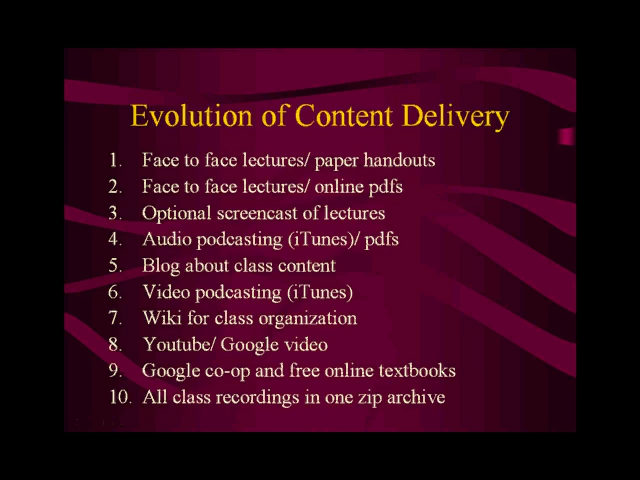 Evolution of Content Delivery
1. Face to face lectures/ paper handouts
2. Face to face lectures/ online pdfs
3. Optional screencast of lectures
4. Audio podcasting (iTunes)/ pdfs
5. Blog about class content
6. Video podcasting (iTunes)
7. Wiki for class organization
8. Youtube/ Google video
9. Google co-op and free online textbooks
10. All class recordings in one zip archive